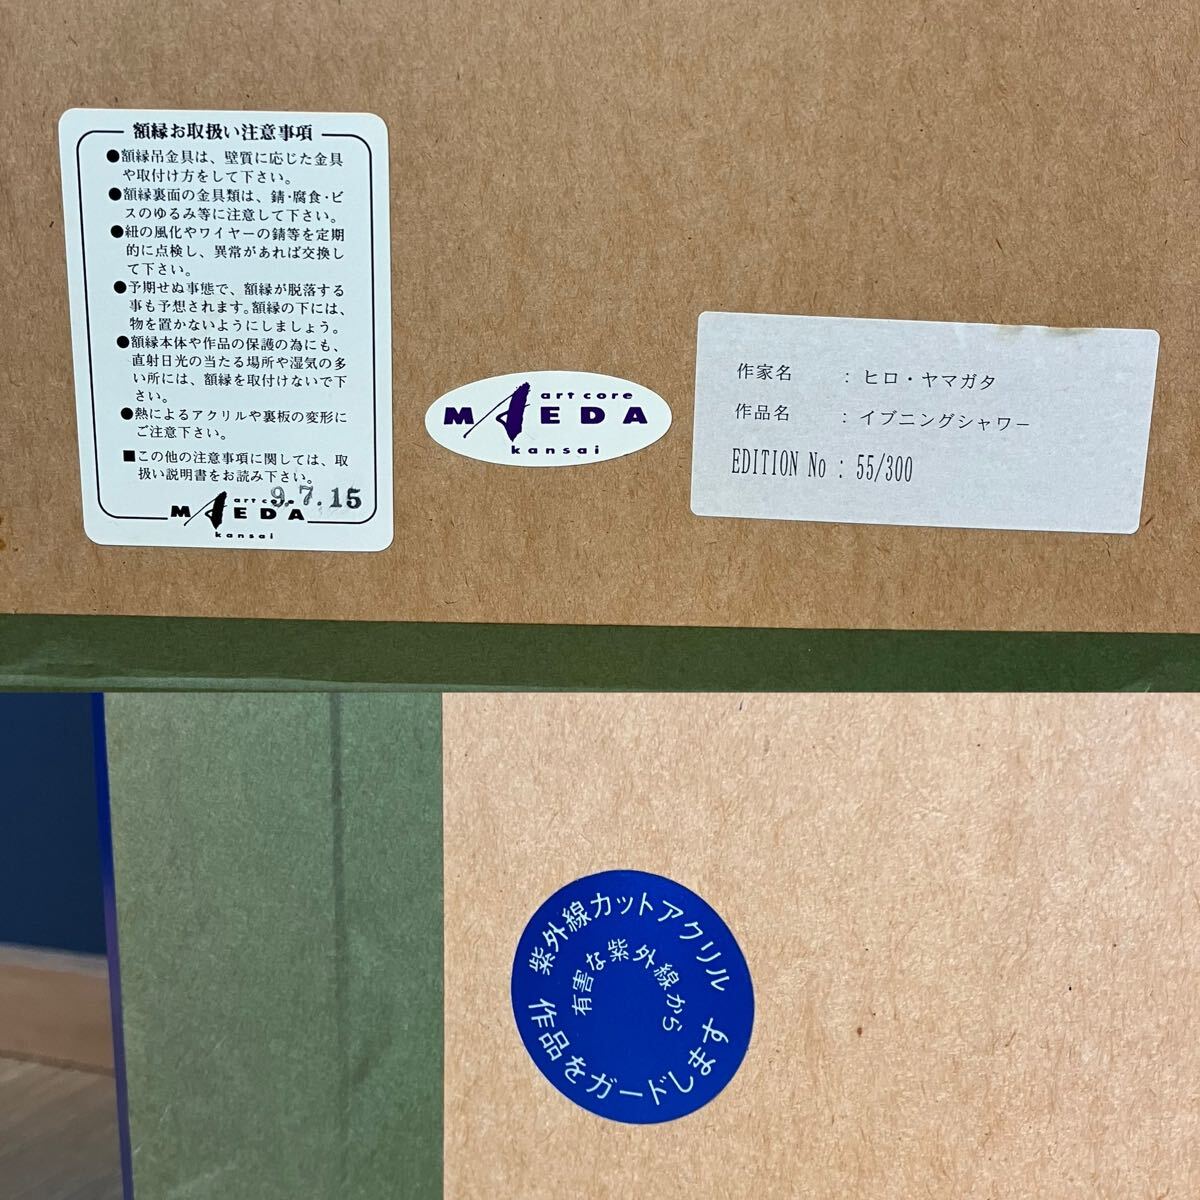 額縁お取扱い注意事項
●額縁吊金具は、壁質に応じた金具
や取付け方をして下さい。
●額縁裏面の金具類は、錆・腐食・ビ
スのゆるみ等に注意して下さい。
●紐の風化やワイヤーの錆等を定期
的に点検し、異常があれば交換し
て下さい。
●予期せぬ事態で、額縁が脱落する
事も予想されます。額縁の下には、
物を置かないようにしましょう。
●額縁本体や作品の保護の為にも、
直射日光の当たる場所や湿気の多
い所には、額縁を取付けないで下
さい。
●熱によるアクリルや裏板の変形に
ご注意下さい。
■この他の注意事項に関しては、取
扱い説明書をお読み下さい。
9.7.15
art core
MAEDA
kansai
art core
MAEDA
kansai
作家名 : ヒロ・ヤマガタ
作品名 : イブニングシャワー
EDITION No : 55/300
紫外線カットアクリル
有害な紫外線から
作品をガードします